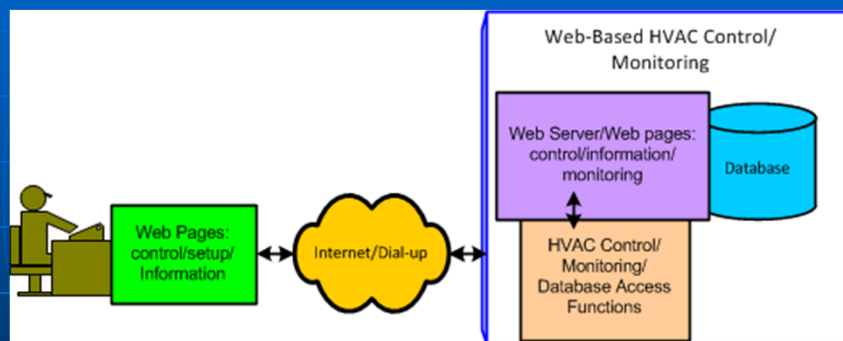 Web-Based HVAC Control/
Monitoring
Web Server/Web pages:
control/information/
monitoring
Database
Web Pages:
control/setup/
Information
Internet/Dial-up
HVAC Control/
Monitoring/
Database Access
Functions